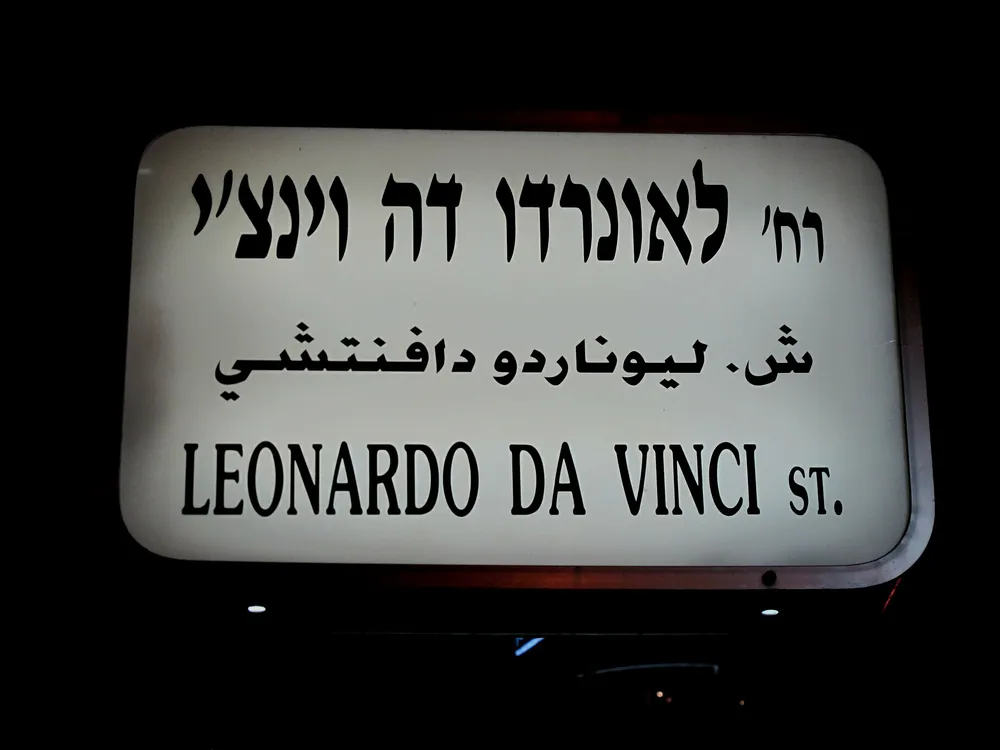 רח' לאונרדו דה וינצ'י
ش. ليوناردو دافنتشي
LEONARDO DA VINCI ST.